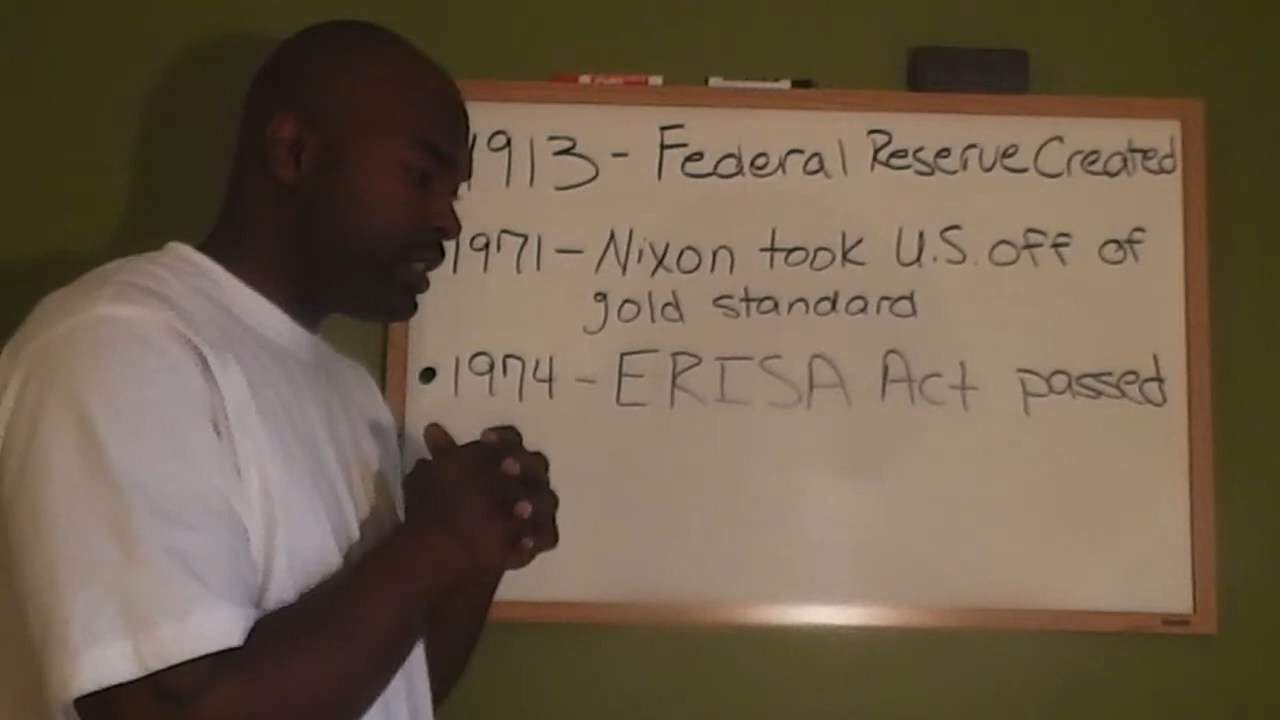 1913 - Federal Reserve Created
1971 - Nixon took U.S. off of
gold standard
• 1974 - ERISA Act passed